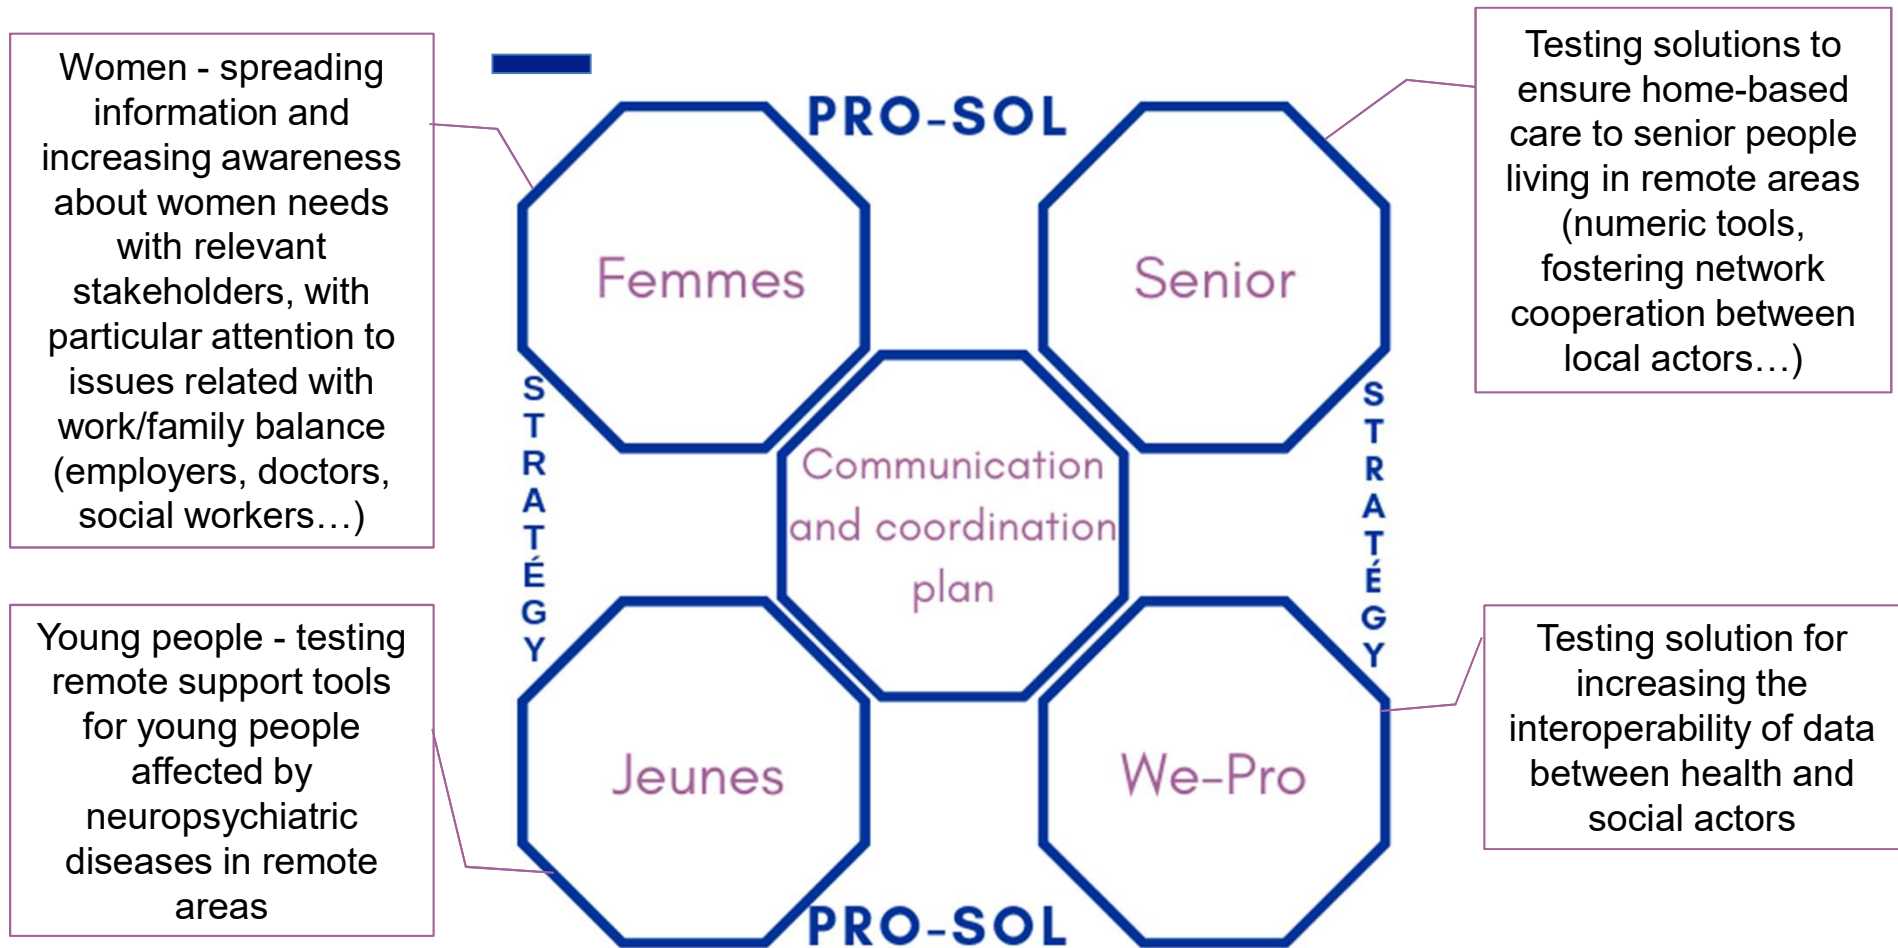 Women - spreading
information and
increasing awareness
about women needs
with relevant
stakeholders, with
particular attention to
issues related with
work/family balance
(employers, doctors,
social workers…)
PRO-SOL
Testing solutions to
ensure home-based
care to senior people
living in remote areas
(numeric tools,
fostering network
cooperation between
local actors…)
Femmes
Senior
STRATÉGY
Communication
and coordination
plan
STRATÉGY
Young people - testing
remote support tools
for young people
affected by
neuropsychiatric
diseases in remote
areas
Jeunes
We-Pro
Testing solution for
increasing the
interoperability of data
between health and
social actors
PRO-SOL